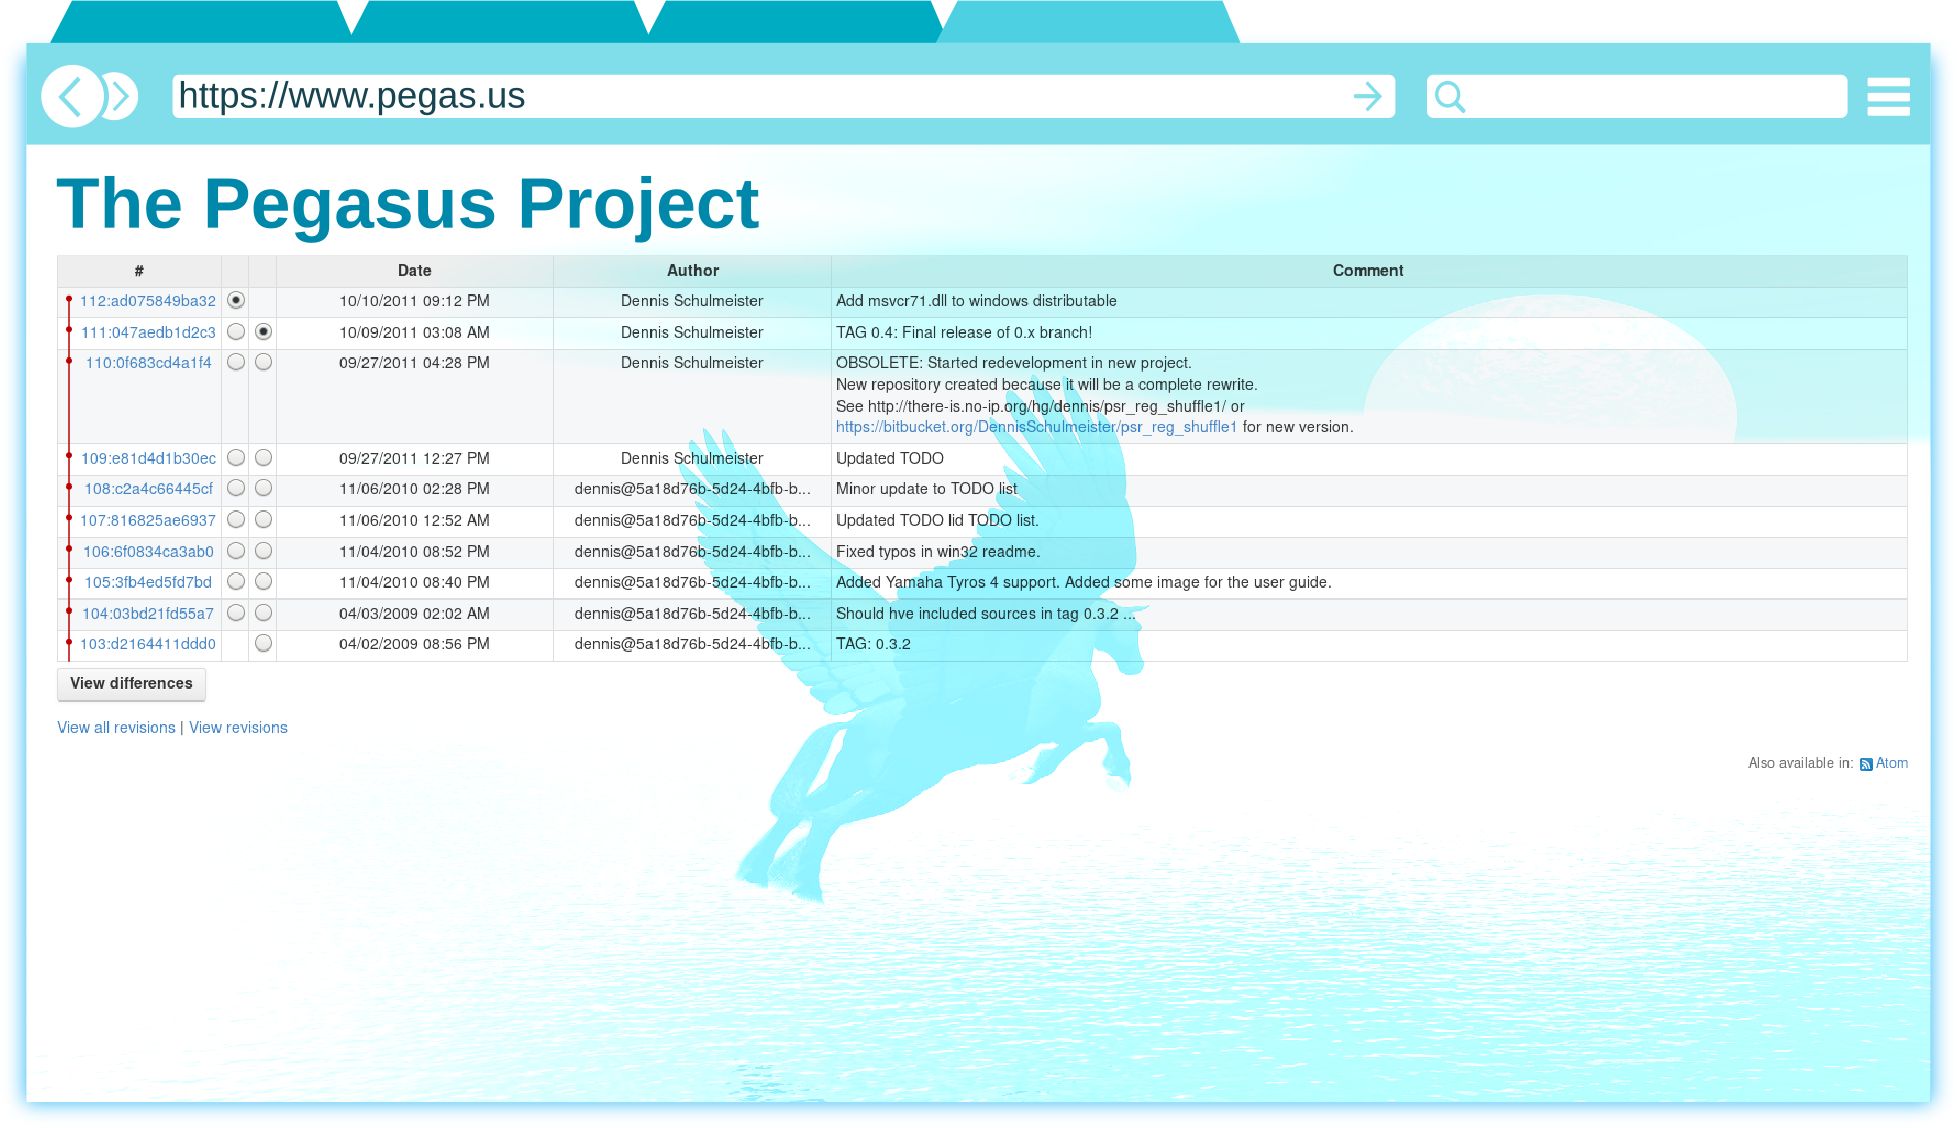 https://www.pegas.us
The Pegasus Project
# Date Author Comment
112:ad075849ba32 10/10/2011 09:12 PM Dennis Schulmeister Add msvcr71.dll to windows distributable
111:047aedb1d2c3 10/09/2011 03:08 AM Dennis Schulmeister TAG 0.4: Final release of 0.x branch!
110:0f683cd4a1f4 09/27/2011 04:28 PM Dennis Schulmeister OBSOLETE: Started redevelopment in new project.
New repository created because it will be a complete rewrite.
See http://there-is.no-ip.org/hg/dennis/psr_reg_shuffle1/ or
https://bitbucket.org/DennisSchulmeister/psr_reg_shuffle1 for new version.
109:e81d4d1b30ec 09/27/2011 12:27 PM Dennis Schulmeister Updated TODO
108:c2a4c66445cf 11/06/2010 02:28 PM dennis@5a18d76b-5d24-4bfb-b... Minor update to TODO list
107:816825ae6937 11/06/2010 12:52 AM dennis@5a18d76b-5d24-4bfb-b... Updated TODO lid TODO list.
106:6f0834ca3ab0 11/04/2010 08:52 PM dennis@5a18d76b-5d24-4bfb-b... Fixed typos in win32 readme.
105:3fb4ed5fd7bd 11/04/2010 08:40 PM dennis@5a18d76b-5d24-4bfb-b... Added Yamaha Tyros 4 support. Added some image for the user guide.
104:03bd21fd55a7 04/03/2009 02:02 AM dennis@5a18d76b-5d24-4bfb-b... Should hve included sources in tag 0.3.2 ...
103:d2164411ddd0 04/02/2009 08:56 PM dennis@5a18d76b-5d24-4bfb-b... TAG: 0.3.2
View differences
View all revisions | View revisions
Also available in: Atom